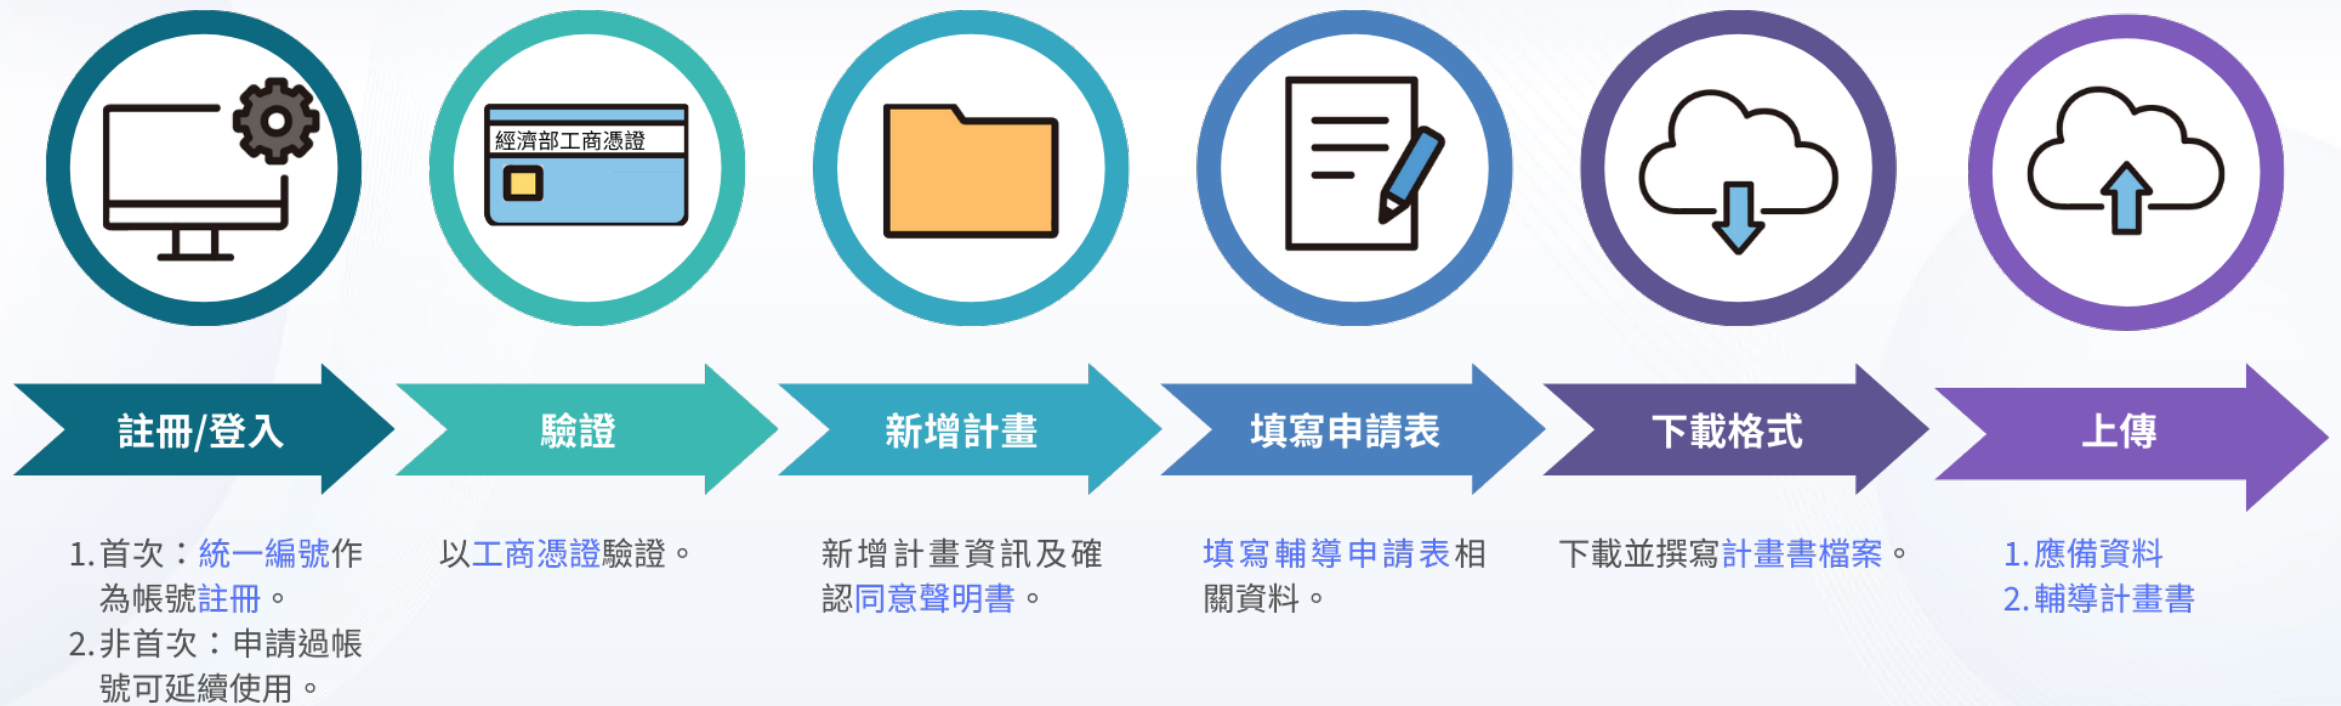 經濟部工商憑證
註冊/登入
驗證
新增計畫
填寫申請表
下載格式
上傳
1.首次：統一編號作
為帳號註冊。
2.非首次：申請過帳
號可延續使用。
以工商憑證驗證。
新增計畫資訊及確
認同意聲明書。
填寫輔導申請表相
關資料。
下載並撰寫計畫書檔案。
1.應備資料
2.輔導計畫書